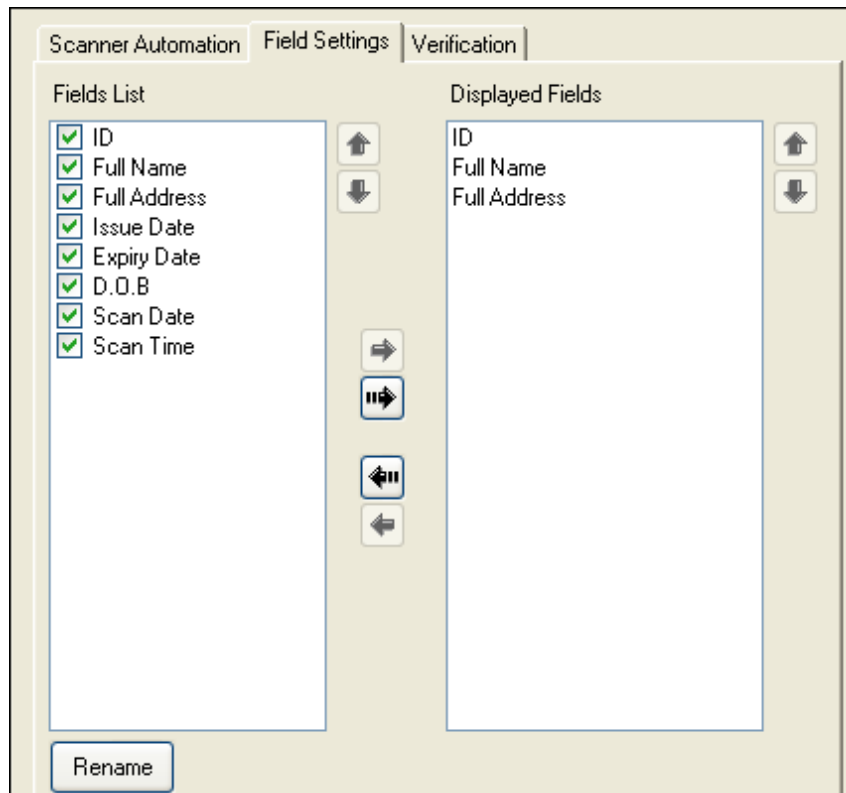 Scanner Automation Field Settings Verification
Fields List
ID
Full Name
Full Address
Issue Date
Expiry Date
D.O.B
Scan Date
Scan Time
Rename
Displayed Fields
ID
Full Name
Full Address